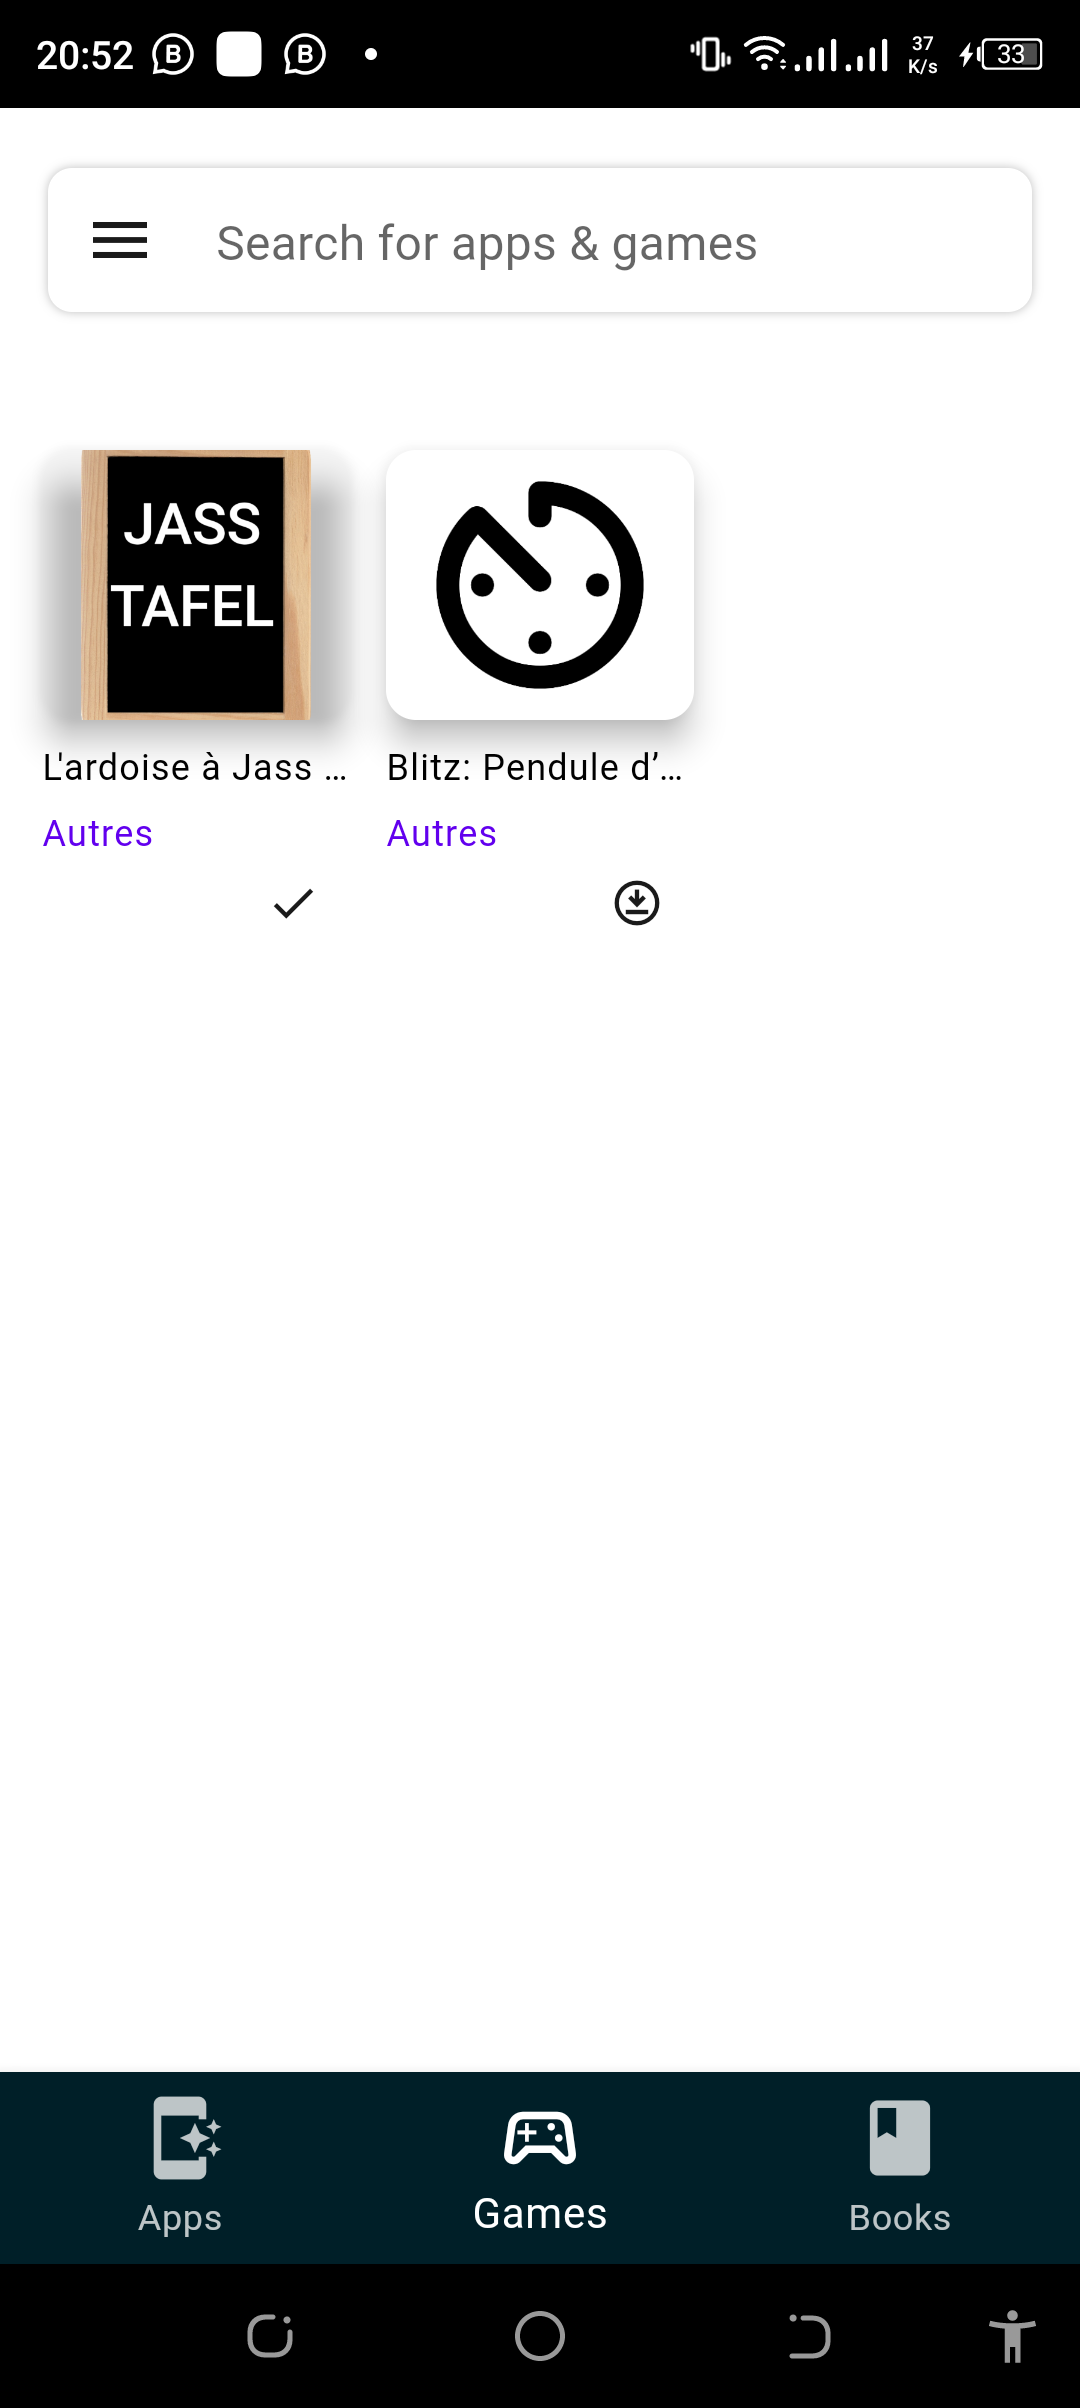 20:52
37
K/s
33
Search for apps & games
JASS
TAFEL
L'ardoise à Jass ...
Blitz: Pendule d’...
Autres
Autres
Apps
Games
Books